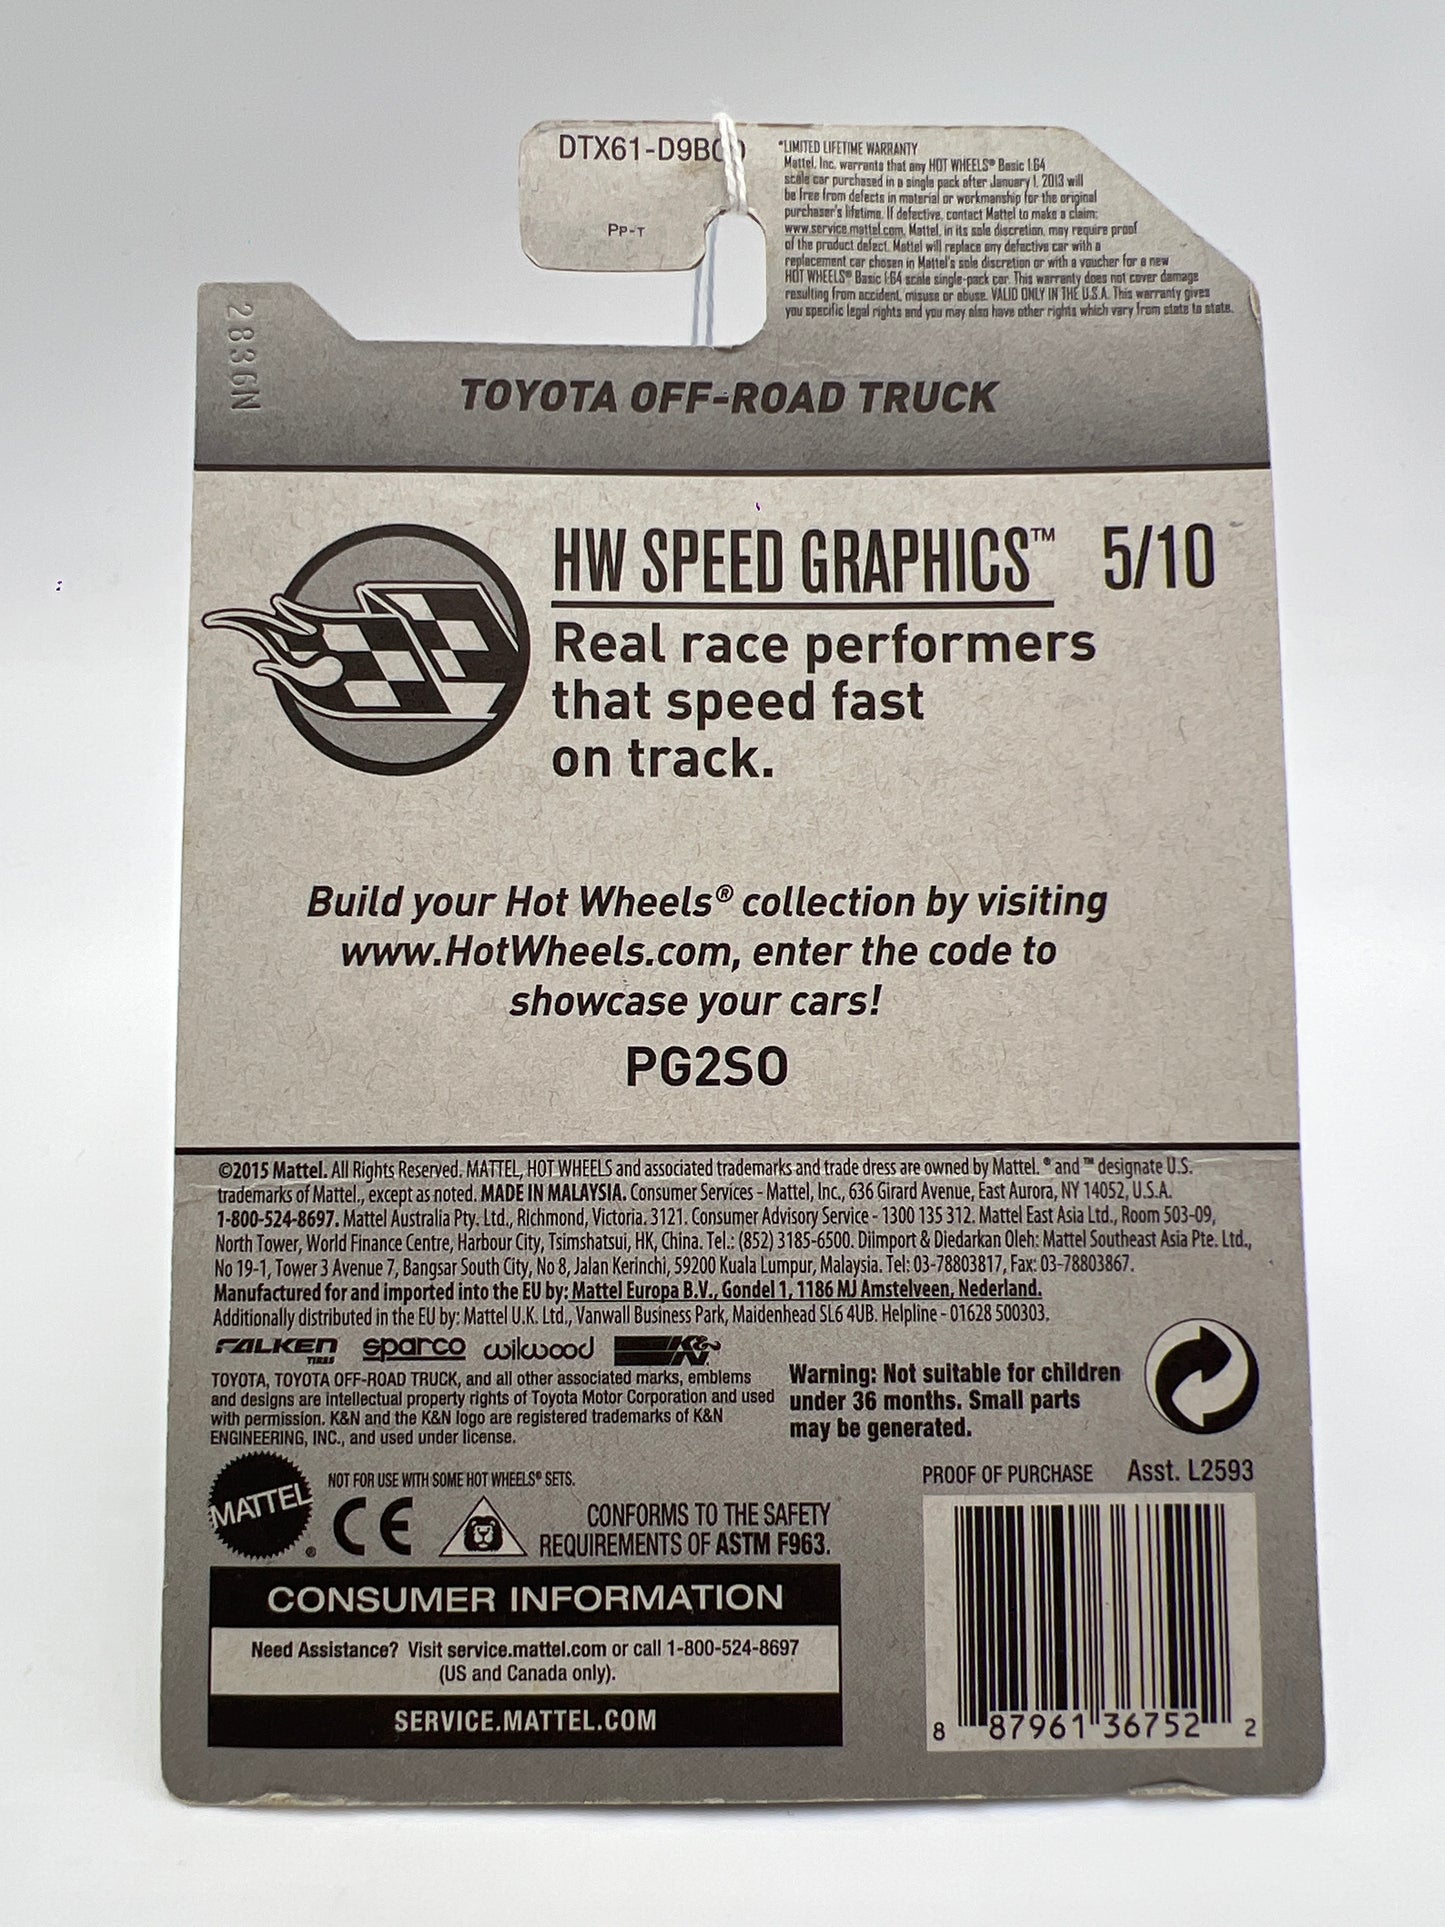 DTX61-D9B
PP-T
*LIMITED LIFETIME WARRANTY
Mattel, Inc. warrants that any HOT WHEELS® Basic 1:64
scale car purchased in a single pack after January 1, 2013 will
be free from defects in material or workmanship for the original
purchaser's lifetime. If defective, contact Mattel to make a claim:
www.service.mattel.com. Mattel, in its sole discretion, may require proof
of the product defect. Mattel will replace any defective car with a
replacement car chosen in Mattel's sole discretion or with a voucher for a new
HOT WHEELS® Basic 1:64 scale single-pack car. This warranty does not cover damage
resulting from accident, misuse or abuse. VALID ONLY IN THE U.S.A. This warranty gives
you specific legal rights and you may also have other rights which vary from state to state.
2836N
TOYOTA OFF-ROAD TRUCK
HW SPEED GRAPHICS™ 5/10
Real race performers
that speed fast
on track.
Build your Hot Wheels® collection by visiting
www.HotWheels.com, enter the code to
showcase your cars!
PG2SO
©2015 Mattel. All Rights Reserved. MATTEL, HOT WHEELS and associated trademarks and trade dress are owned by Mattel. ® and ™ designate U.S.
trademarks of Mattel., except as noted. MADE IN MALAYSIA. Consumer Services - Mattel, Inc., 636 Girard Avenue, East Aurora, NY 14052, U.S.A.
1-800-524-8697. Mattel Australia Pty. Ltd., Richmond, Victoria. 3121. Consumer Advisory Service - 1300 135 312. Mattel East Asia Ltd., Room 503-09,
North Tower, World Finance Centre, Harbour City, Tsimshatsui, HK, China. Tel.: (852) 3185-6500. Diimport & Diedarkan Oleh: Mattel Southeast Asia Pte. Ltd.,
No 19-1, Tower 3 Avenue 7, Bangsar South City, No 8, Jalan Kerinchi, 59200 Kuala Lumpur, Malaysia. Tel: 03-78803817, Fax: 03-78803867.
Manufactured for and imported into the EU by: Mattel Europa B.V., Gondel 1, 1186 MJ Amstelveen, Nederland.
Additionally distributed in the EU by: Mattel U.K. Ltd., Vanwall Business Park, Maidenhead SL6 4UB. Helpline - 01628 500303.
FALKEN TIRES sparco wilwood K&N
TOYOTA, TOYOTA OFF-ROAD TRUCK, and all other associated marks, emblems
and designs are intellectual property rights of Toyota Motor Corporation and used
with permission. K&N and the K&N logo are registered trademarks of K&N
ENGINEERING, INC., and used under license.
Warning: Not suitable for children
under 36 months. Small parts
may be generated.
MATTEL®
NOT FOR USE WITH SOME HOT WHEELS® SETS.
CE
CONFORMS TO THE SAFETY
REQUIREMENTS OF ASTM F963.
PROOF OF PURCHASE Asst. L2593
CONSUMER INFORMATION
Need Assistance? Visit service.mattel.com or call 1-800-524-8697
(US and Canada only).
SERVICE.MATTEL.COM
8 87961 36752 2